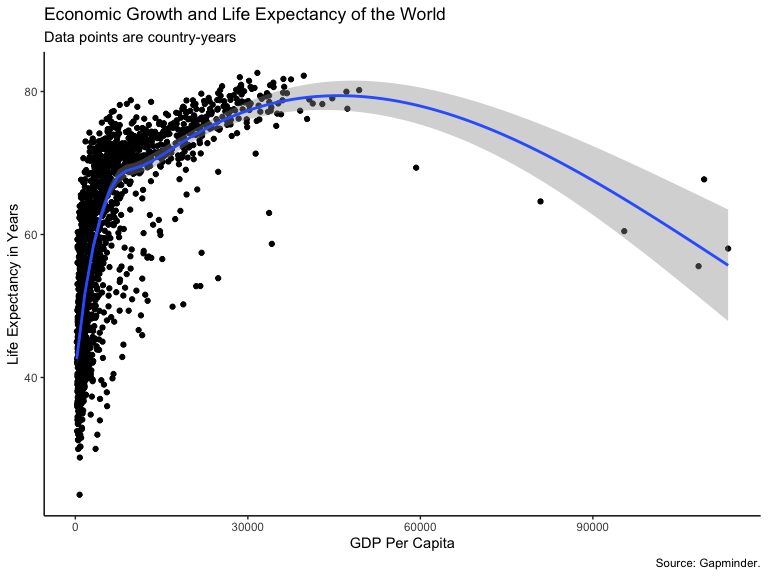 Economic Growth and Life Expectancy of the World
Data points are country-years
Life Expectancy in Years
80
60
40
0
30000
60000
90000
GDP Per Capita
Source: Gapminder.